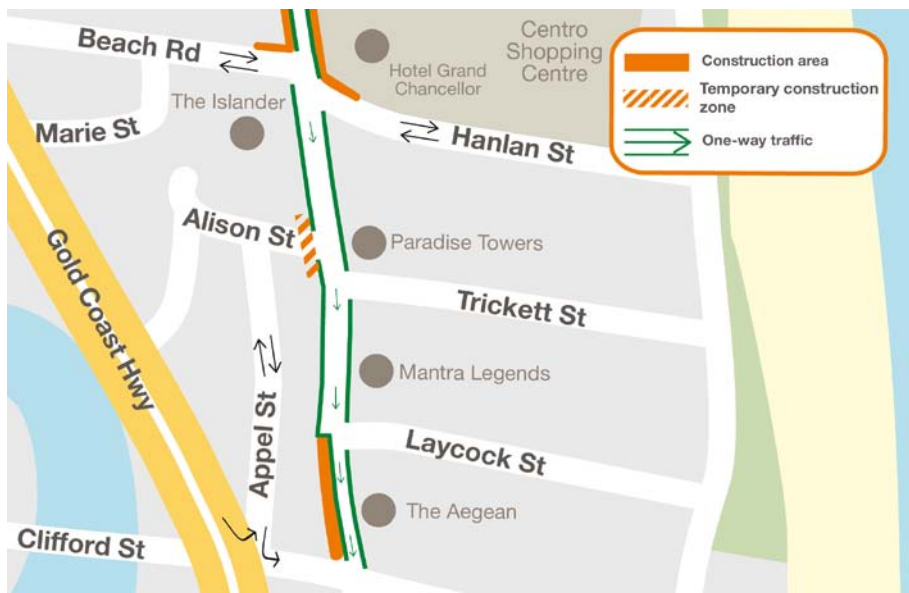 Beach Rd
Centro
Shopping
Centre
Hotel Grand
Chancellor
Construction area
Temporary construction
zone
One-way traffic
The Islander
Marie St
Hanlan St
Alison St
Paradise Towers
Gold Coast Hwy
Trickett St
Mantra Legends
Appel St
Laycock St
The Aegean
Clifford St